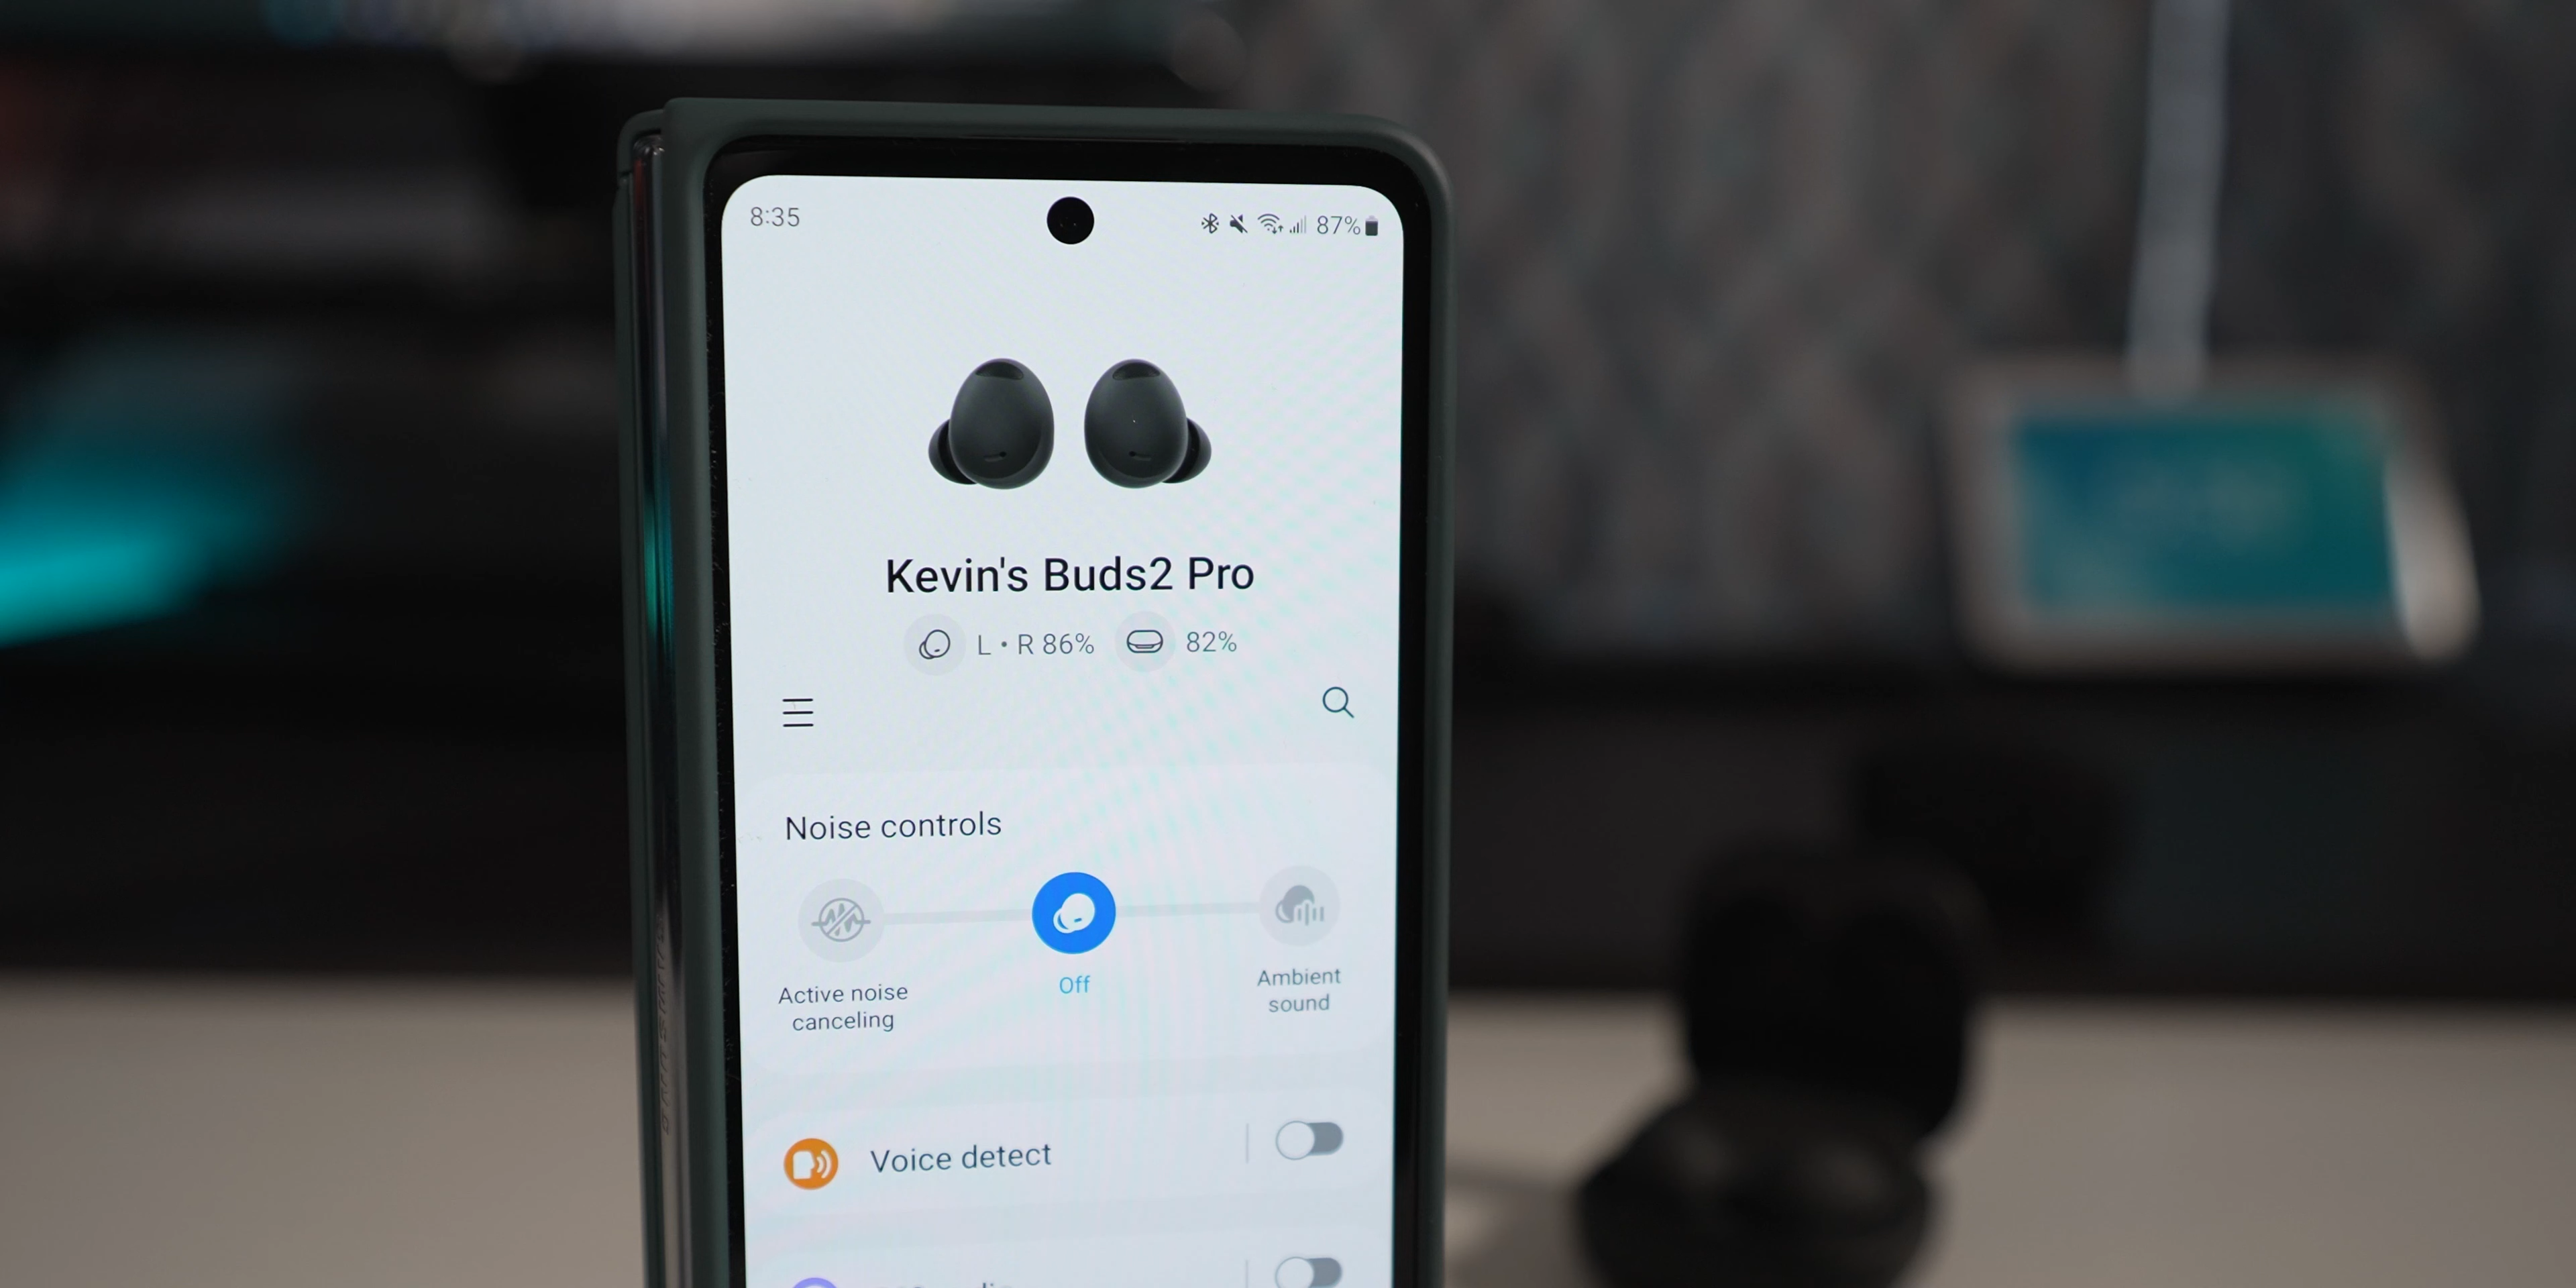 8:35 87%
Kevin's Buds2 Pro
L • R 86% 82%
Noise controls
Active noise
canceling
Off
Ambient
sound
Voice detect